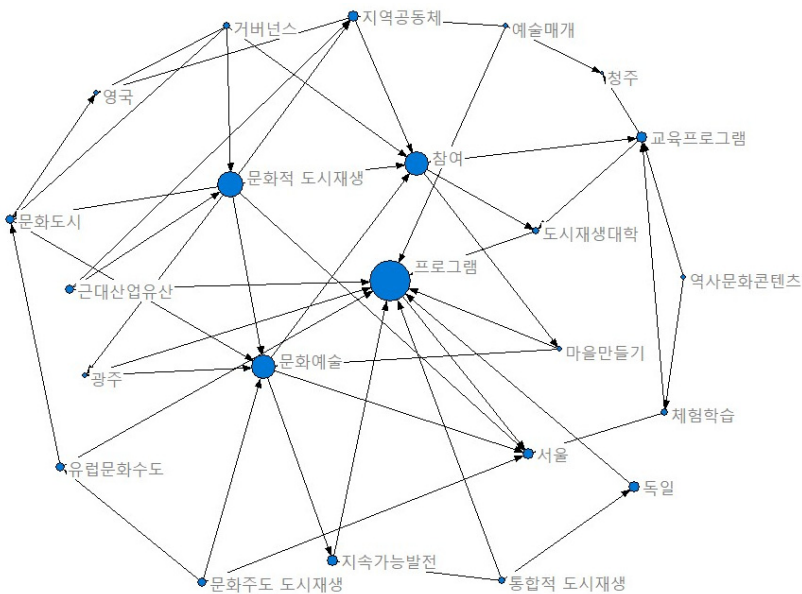 거버넌스
지역공동체
예술매개
영국
청주
교육프로그램
참여
문화적 도시재생
문화도시
도시재생대학
프로그램
역사문화콘텐츠
근대산업유산
마을만들기
문화예술
광주
체험학습
서울
유럽문화수도
독일
지속가능발전
문화주도 도시재생
통합적 도시재생